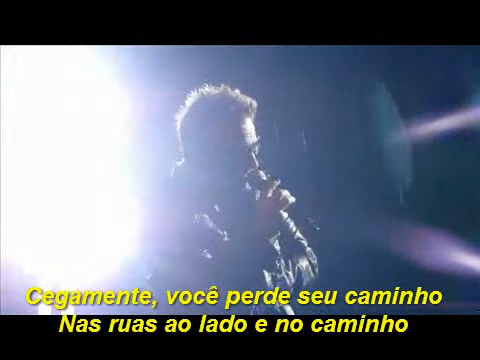 Cegamente, você perde seu caminho
Nas ruas ao lado e no caminho